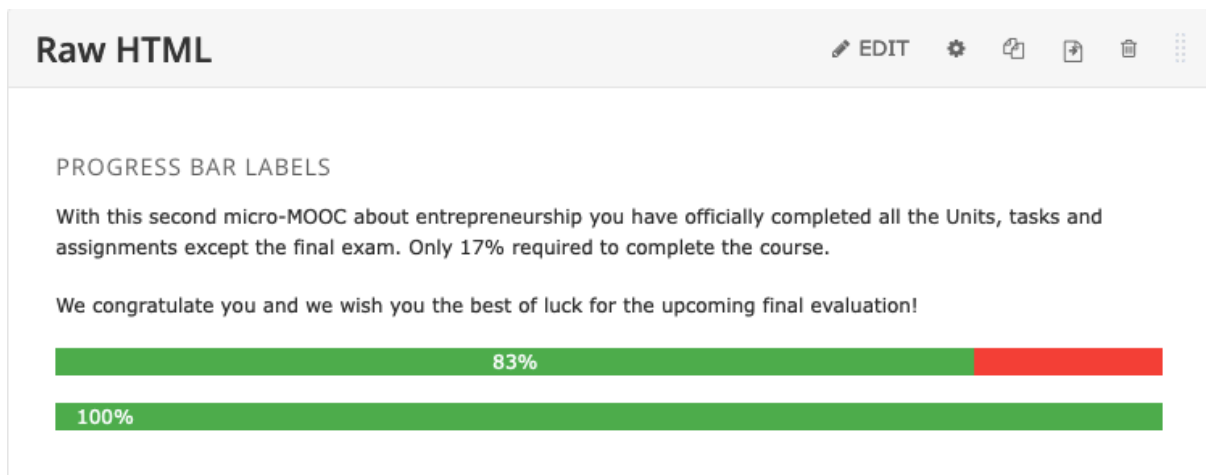 Raw HTML
EDIT
PROGRESS BAR LABELS
With this second micro-MOOC about entrepreneurship you have officially completed all the Units, tasks and
assignments except the final exam. Only 17% required to complete the course.
We congratulate you and we wish you the best of luck for the upcoming final evaluation!
83%
100%